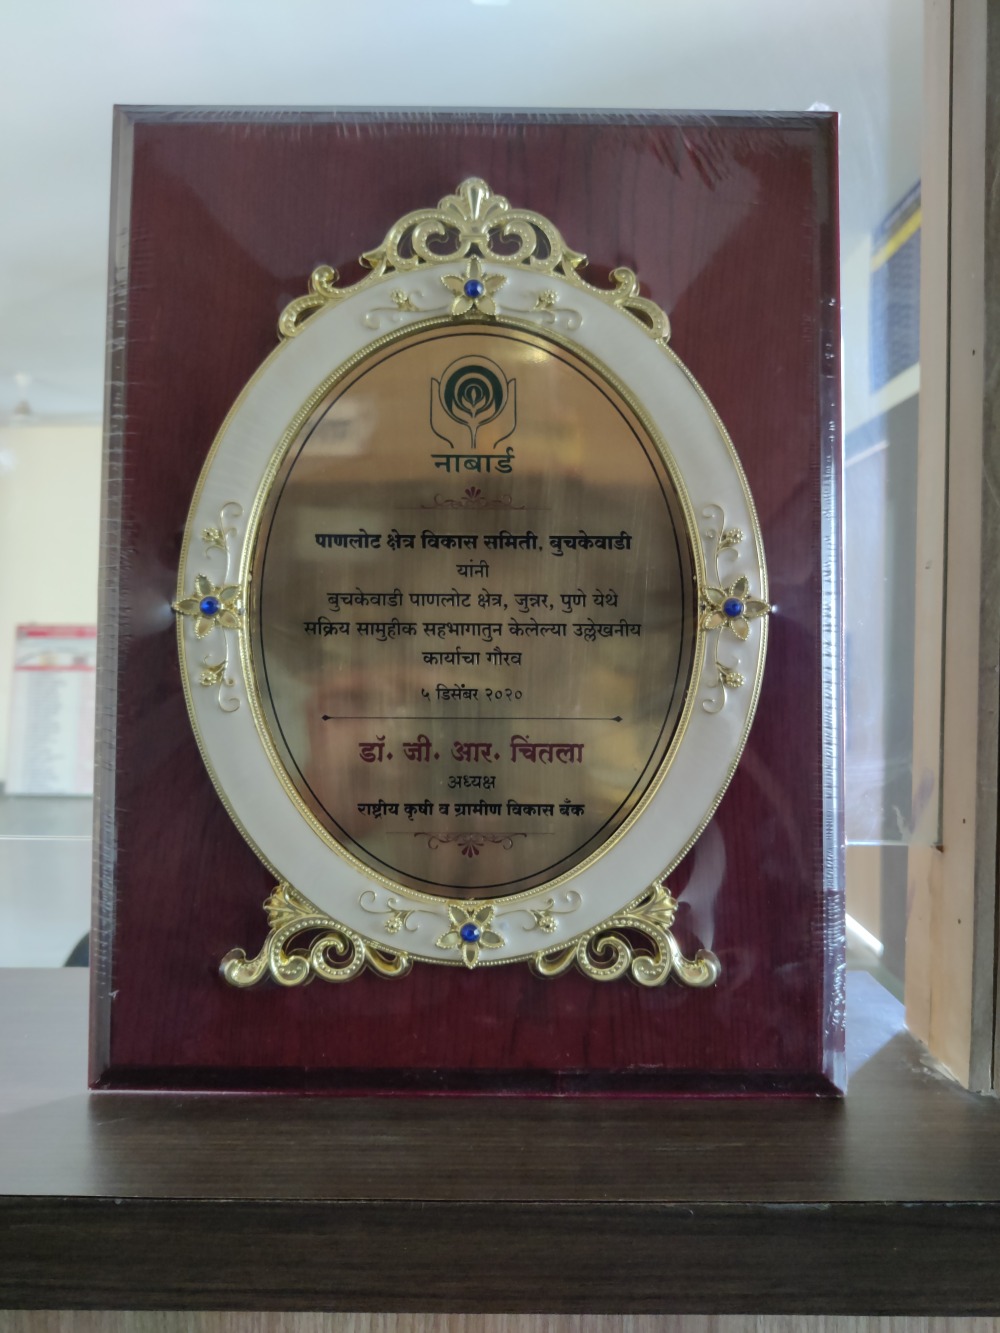 नाबार्ड
पाणलोट क्षेत्र विकास समिती, बुचकेवाडी
यांनी
बुचकेवाडी पाणलोट क्षेत्र, जुन्नर, पुणे येथे
सक्रिय सामुहीक सहभागातुन केलेल्या उल्लेखनीय
कार्याचा गौरव
५ डिसेंबर २०२०
डॉ. जी. आर. चिंतला
अध्यक्ष
राष्ट्रीय कृषी व ग्रामीण विकास बँक